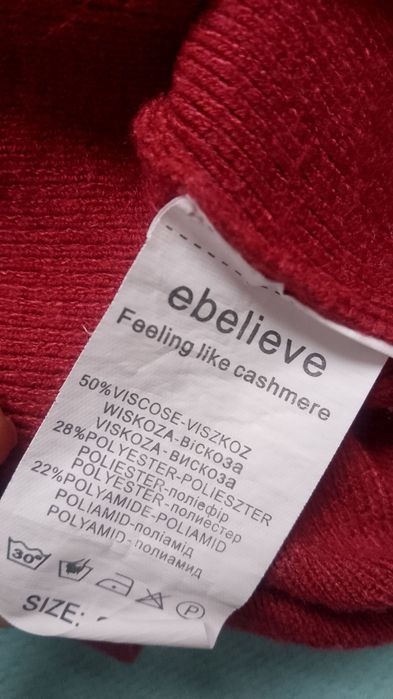 ebelieve
Feeling like cashmere
50%VISCOSE-VISZKOZ
WISKOZA-ВІСКОЗА
VISKOZA-ВИСКОЗА
28%POLYESTER-POLIESZTER
POLIESTER-поліефір
POLYESTER-полиестер
22%POLYAMIDE-POLIAMID
POLIAMID-поліамід
POLYAMID-полиамид
30°
P
SIZE: